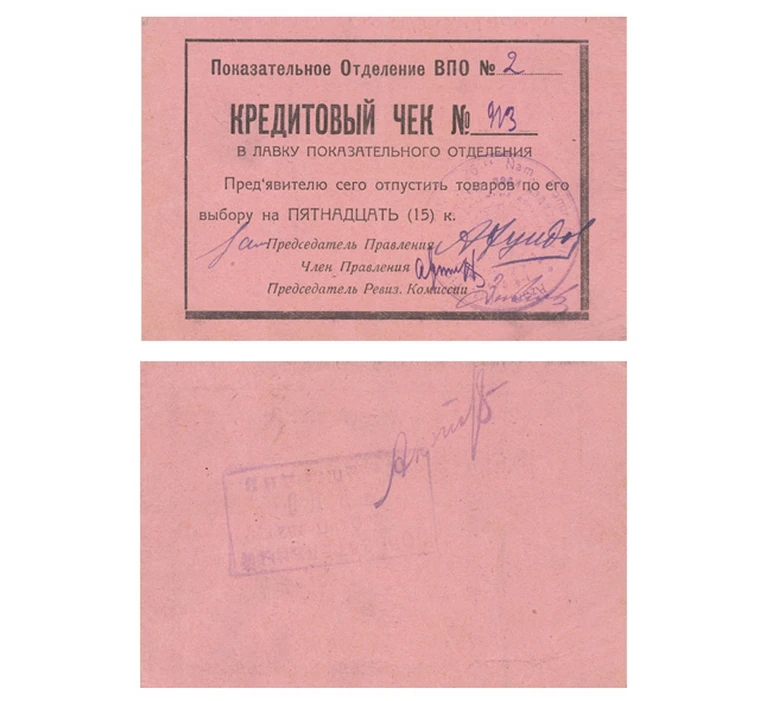 Показательное Отделение ВПО № 2
КРЕДИТОВЫЙ ЧЕК № 913
В ЛАВКУ ПОКАЗАТЕЛЬНОГО ОТДЕЛЕНИЯ
Пред'явителю сего отпустить товаров по его
выбору на ПЯТНАДЦАТЬ (15) к.
Председатель Правления
Член Правления
Председатель Ревиз. Комиссии